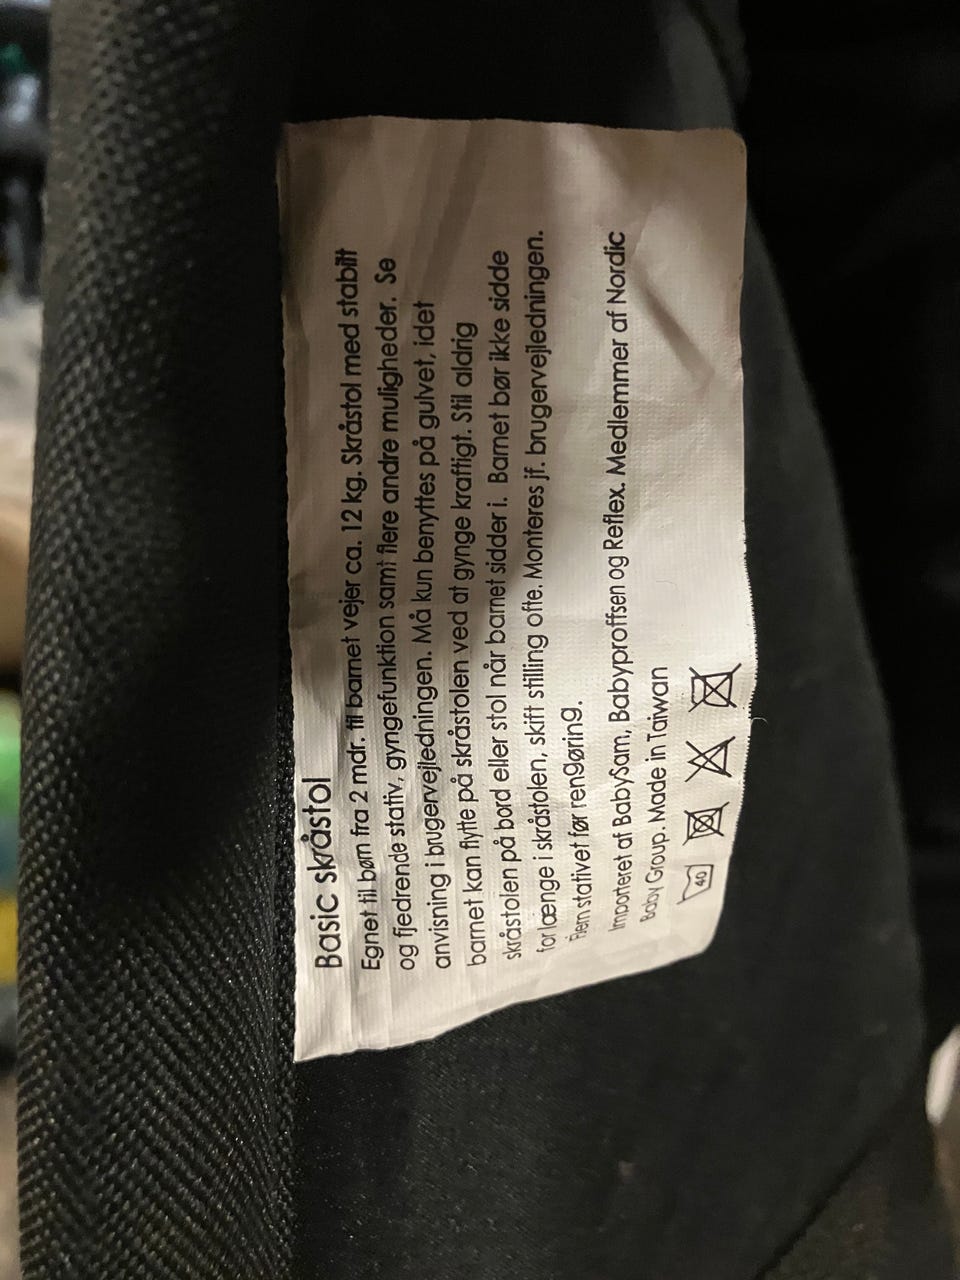 Basic skråstol
Egnet til børn fra 2 mdr. til barnet vejer ca. 12 kg. Skråstol med stabilt
og fjedrende stativ, gyngefunktion samt flere andre muligheder. Se
anvisning i brugervejledningen. Må kun benyttes på gulvet, idet
barnet kan flytte på skråstolen ved at gynge kraftigt. Stil aldrig
skråstolen på bord eller stol når barnet sidder i. Barnet bør ikke sidde
for længe i skråstolen, skift stilling ofte. Monteres jf. brugervejledningen.
Fjern stativet før rengøring.
Importeret af BabySam, Babyproffsen og Reflex. Medlemmer af Nordic
Baby Group. Made in Taiwan
40